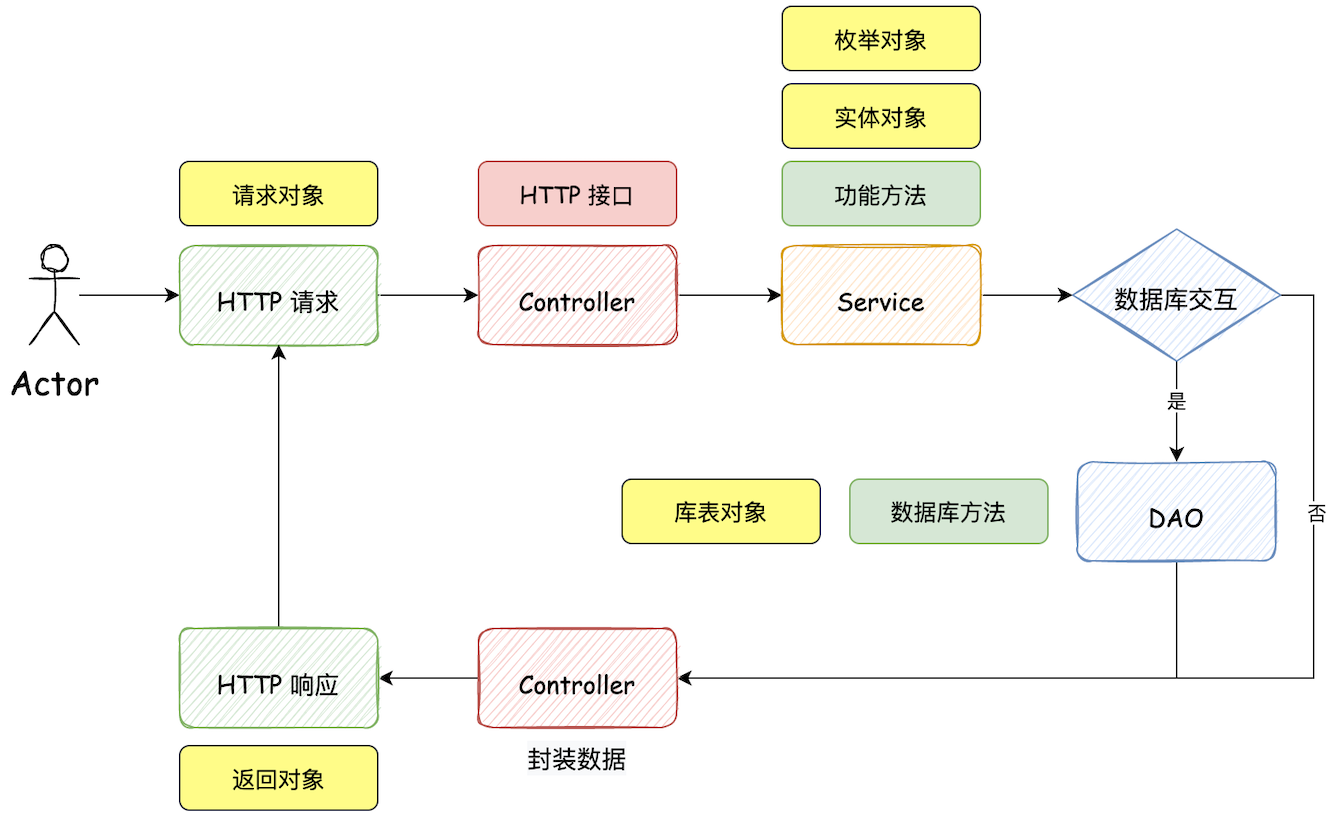 枚举对象
实体对象
请求对象
HTTP 接口
功能方法
HTTP 请求
Controller
Service
数据库交互
Actor
是
库表对象
数据库方法
DAO
否
HTTP 响应
Controller
封装数据
返回对象